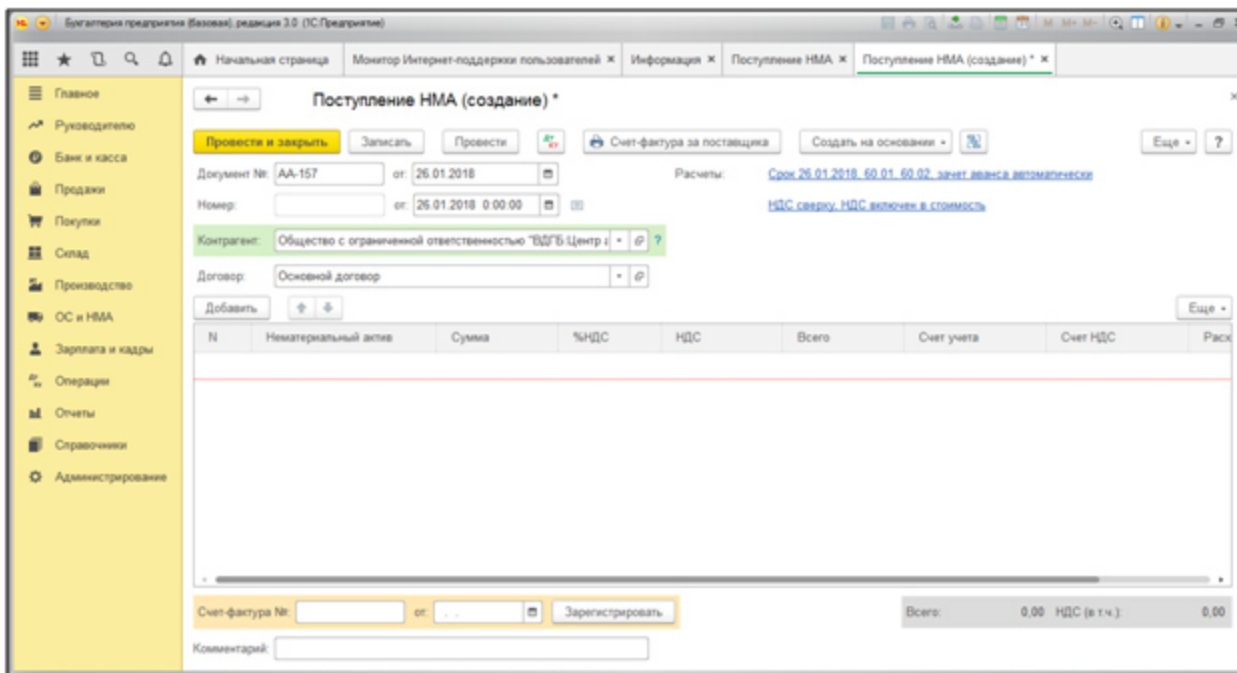 Бухгалтерия предприятия (базовая), редакция 3.0 (1С:Предприятие)
M M+ M-
Начальная страница
Монитор Интернет-поддержки пользователей ×
Информация ×
Поступление НМА ×
Поступление НМА (создание) * ×
Главное
Руководителю
Банк и касса
Продажи
Покупки
Склад
Производство
ОС и НМА
Зарплата и кадры
Операции
Отчеты
Справочники
Администрирование
Поступление НМА (создание) *
Провести и закрыть
Записать
Провести
Счет-фактура за поставщика
Создать на основании
Еще
?
Документ №: АА-157 от: 26.01.2018
Расчеты: Срок 26.01.2018, 60.01, 60.02, зачет аванса автоматически
Номер: от: 26.01.2018 0:00:00
НДС сверху, НДС включен в стоимость
Контрагент: Общество с ограниченной ответственностью "ВДГБ:Центр а ?
Договор: Основной договор
Добавить
Еще
N Нематериальный актив Сумма %НДС НДС Всего Счет учета Счет НДС Расх
Счет-фактура №: от: . . Зарегистрировать
Всего: 0,00 НДС (в т.ч.): 0,00
Комментарий: